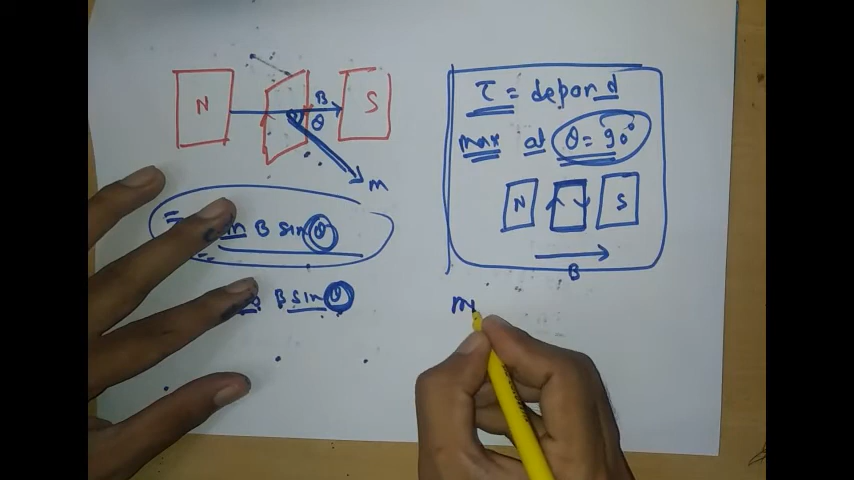 N B S
θ
m
= B sin θ
B sin θ
τ = depend
max at θ = 90°
N S
B
m